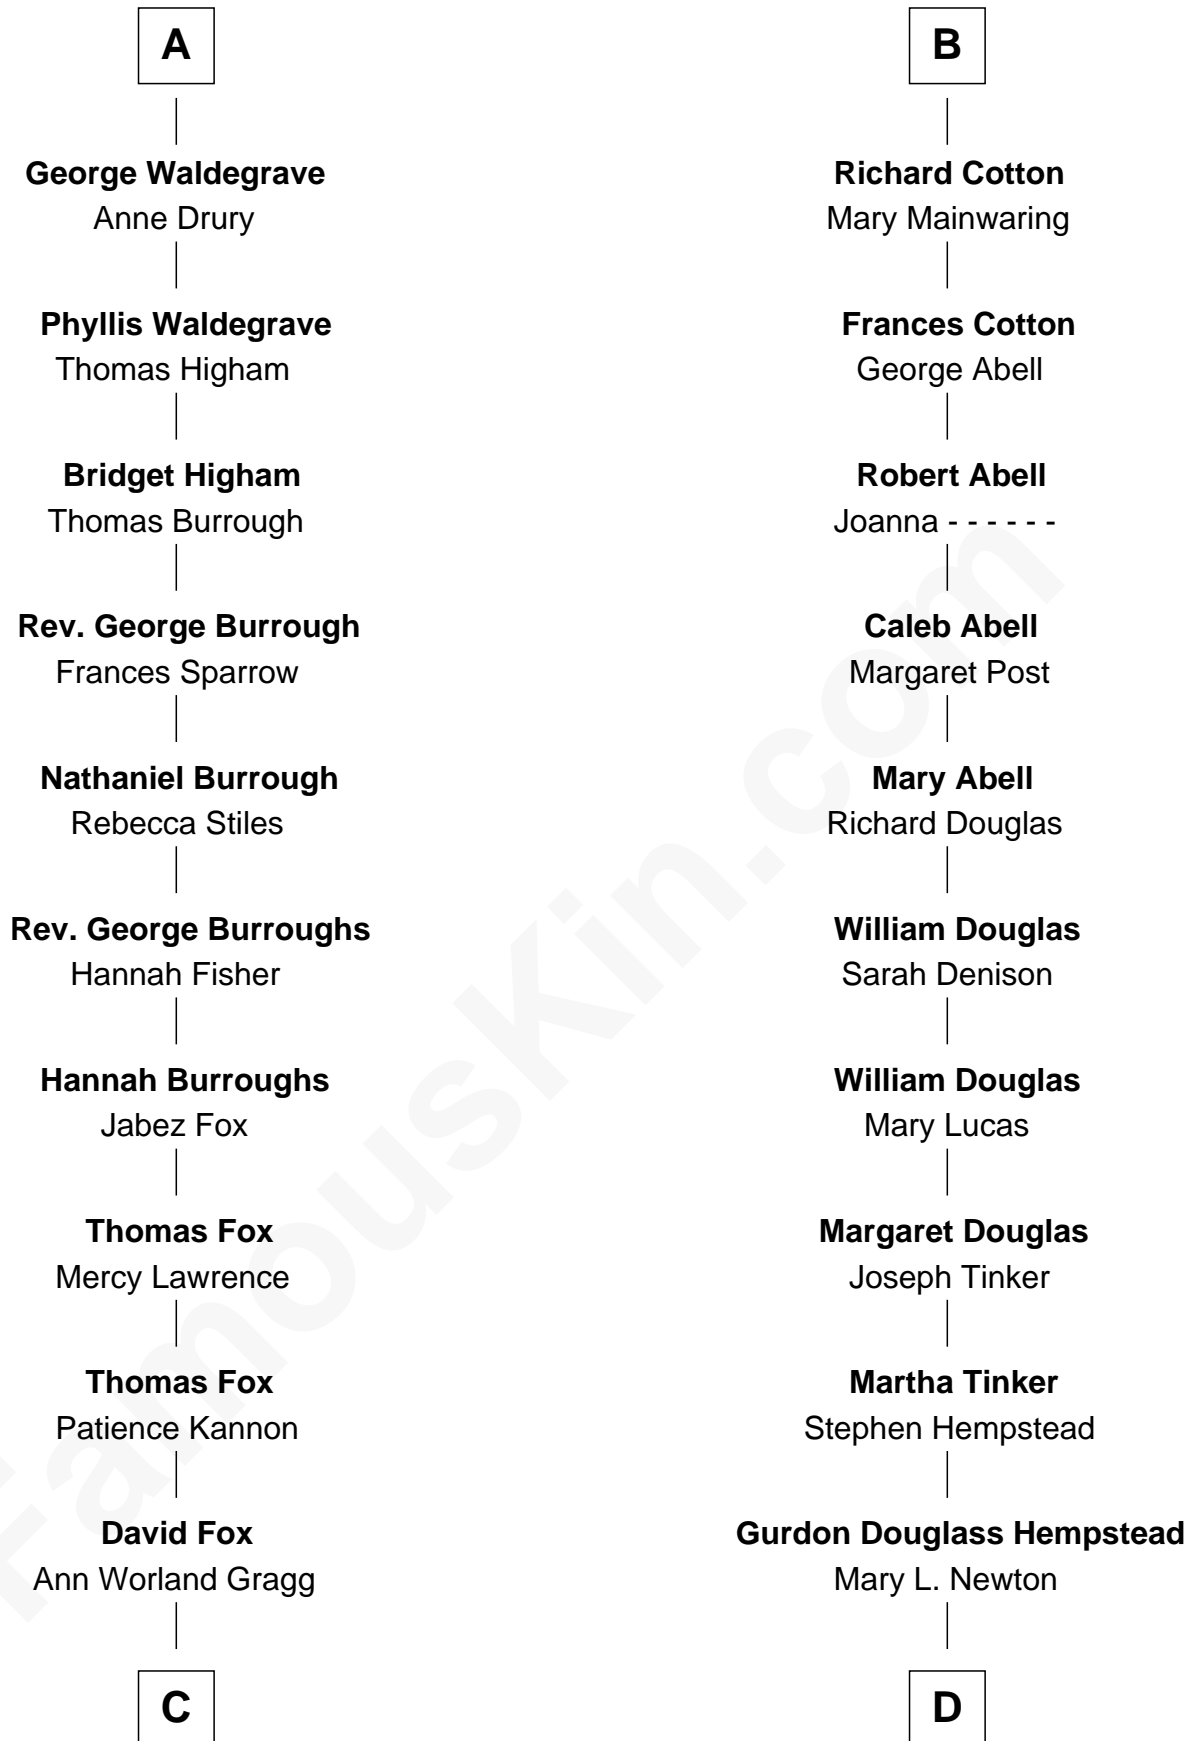 A
George Waldegrave
Anne Drury
Phyllis Waldegrave
Thomas Higham
Bridget Higham
Thomas Burrough
Rev. George Burrough
Frances Sparrow
Nathaniel Burrough
Rebecca Stiles
Rev. George Burroughs
Hannah Fisher
Hannah Burroughs
Jabez Fox
Thomas Fox
Mercy Lawrence
Thomas Fox
Patience Kannon
David Fox
Ann Worland Gragg
C
B
Richard Cotton
Mary Mainwaring
Frances Cotton
George Abell
Robert Abell
Joanna - - - - - -
Caleb Abell
Margaret Post
Mary Abell
Richard Douglas
William Douglas
Sarah Denison
William Douglas
Mary Lucas
Margaret Douglas
Joseph Tinker
Martha Tinker
Stephen Hempstead
Gurdon Douglass Hempstead
Mary L. Newton
D
FamousKin.com